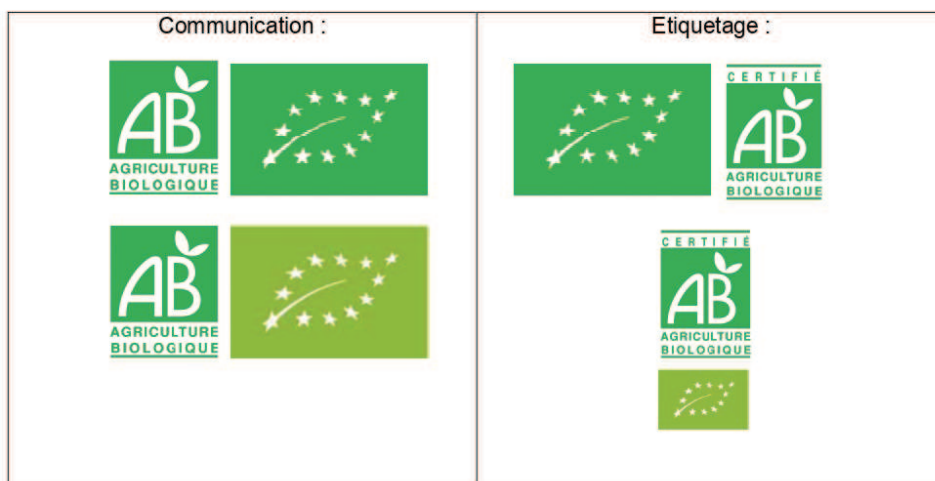 Communication :
AB
AGRICULTURE
BIOLOGIQUE
AB
AGRICULTURE
BIOLOGIQUE
Etiquetage :
CERTIFIÉ
AB
AGRICULTURE
BIOLOGIQUE
CERTIFIÉ
AB
AGRICULTURE
BIOLOGIQUE